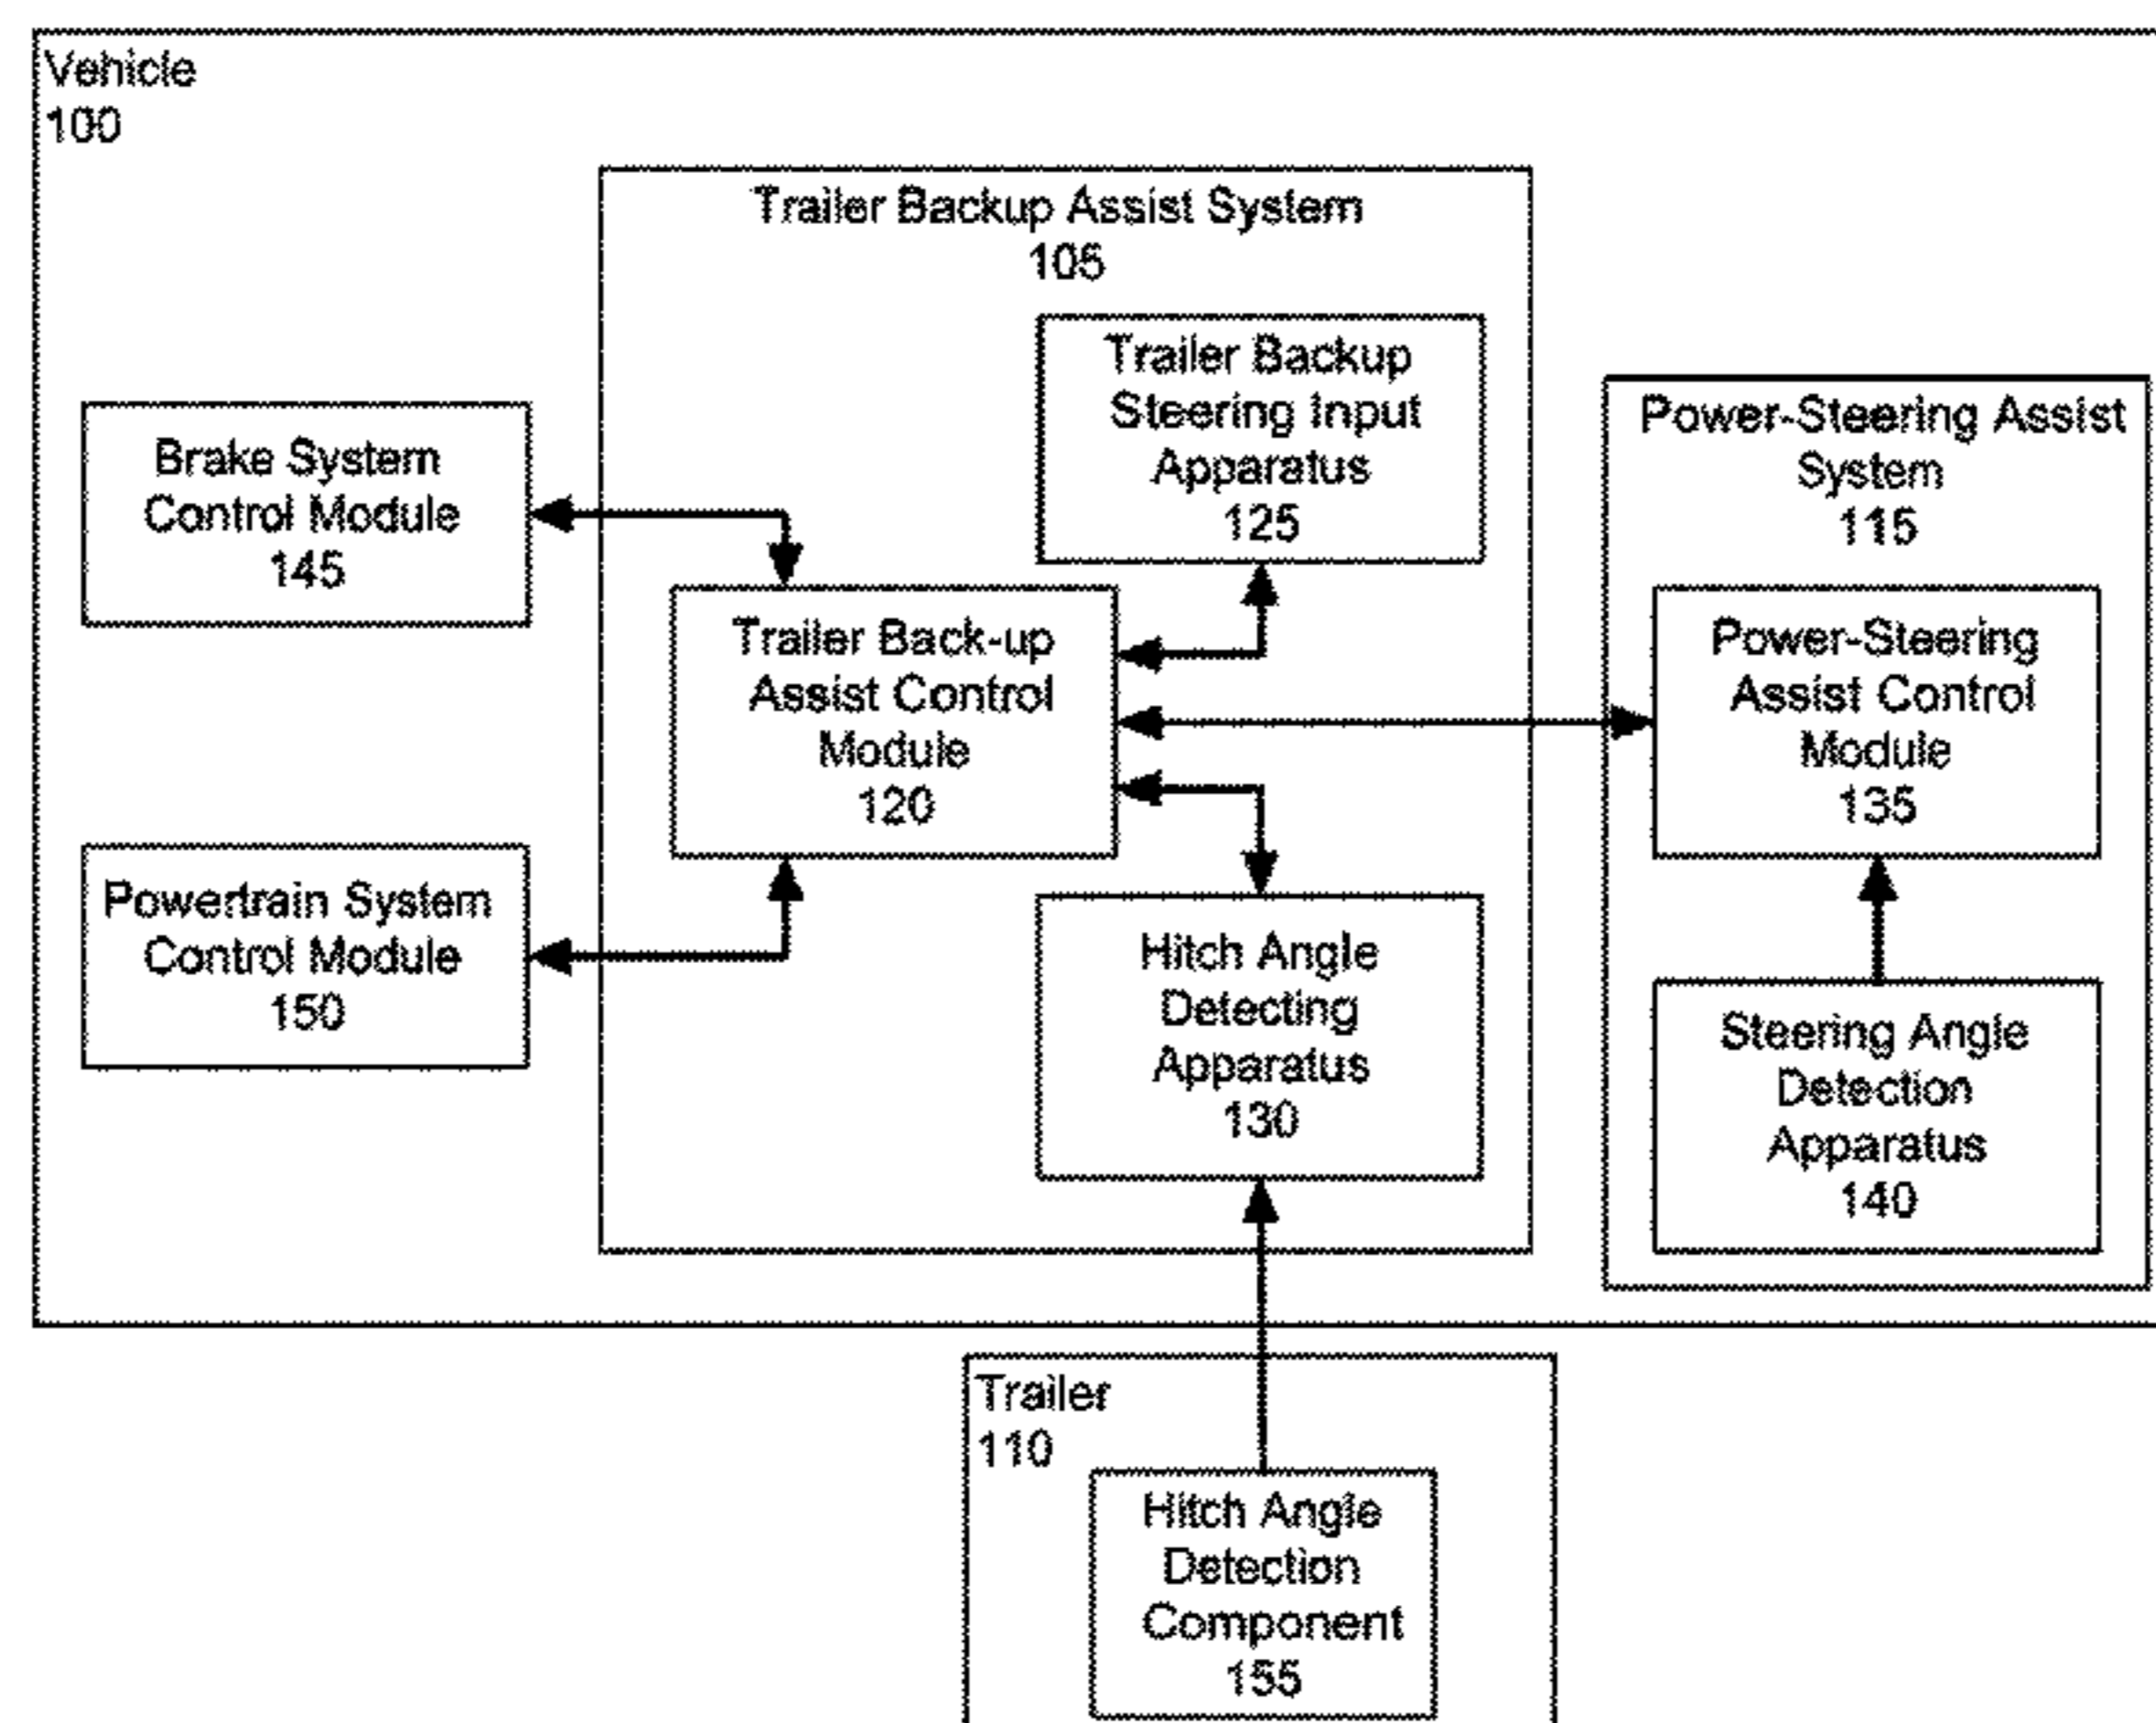 Vehicle
100
Trailer Backup Assist System
105
Trailer Backup
Steering Input
Apparatus
125
Power-Steering Assist
System
115
Brake System
Control Module
145
Trailer Back-up
Assist Control
Module
120
Power-Steering
Assist Control
Module
135
Powertrain System
Control Module
150
Hitch Angle
Detecting
Apparatus
130
Steering Angle
Detection
Apparatus
140
Trailer
110
Hitch Angle
Detection
Component
155